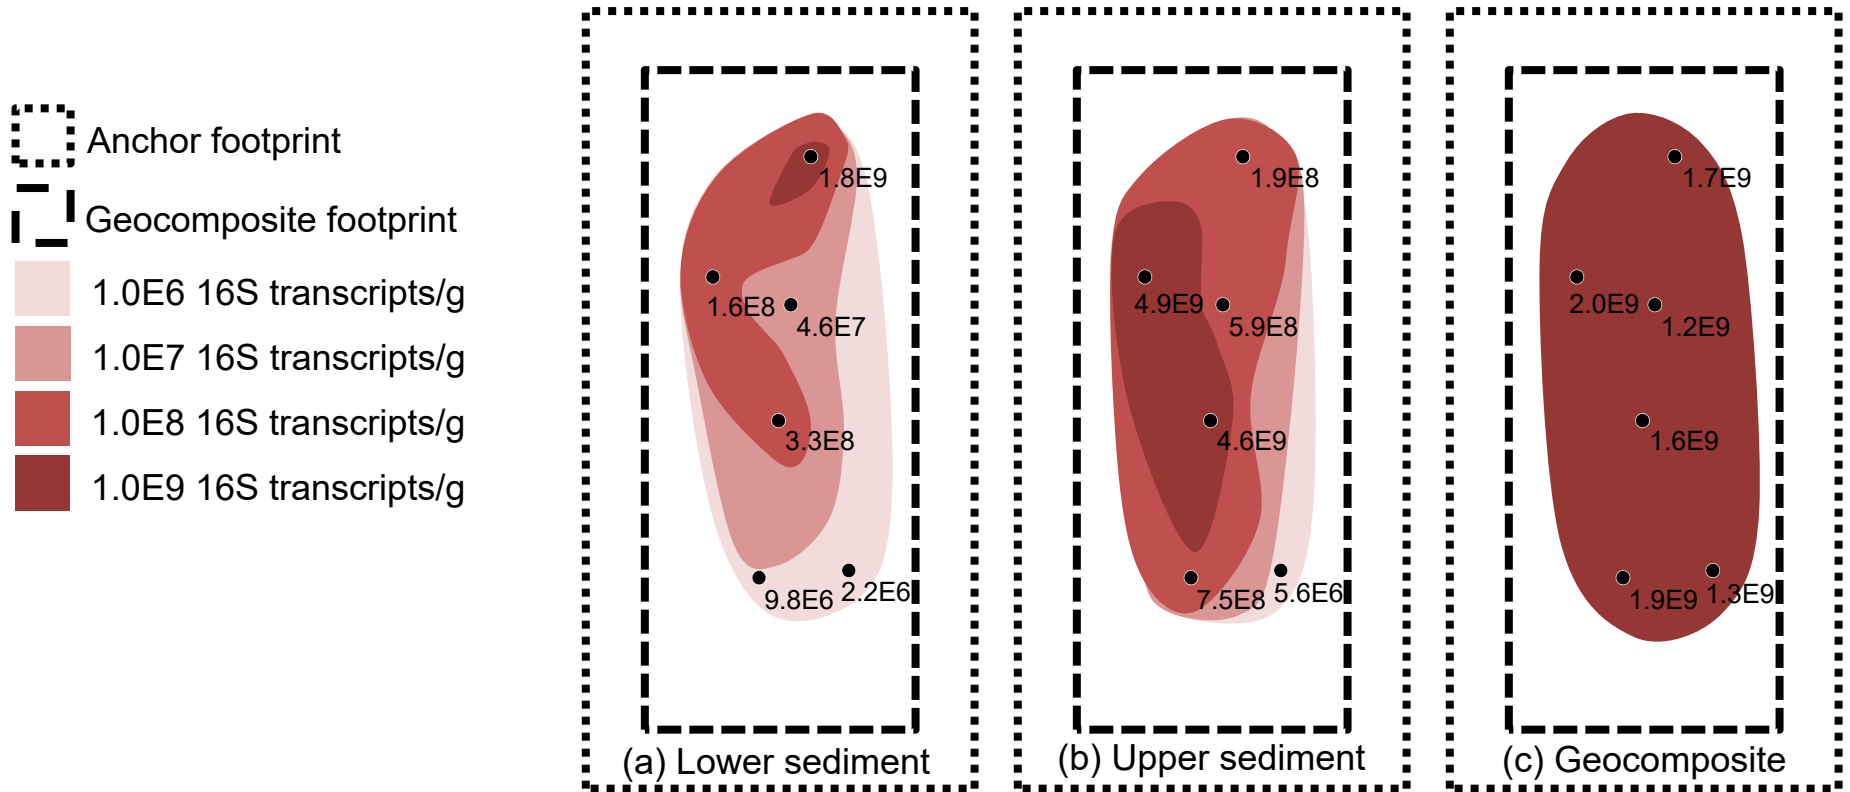 Anchor footprint
Geocomposite footprint
1.0E6 16S transcripts/g
1.0E7 16S transcripts/g
1.0E8 16S transcripts/g
1.0E9 16S transcripts/g
1.8E9
1.6E8
4.6E7
3.3E8
9.8E6
2.2E6
(a) Lower sediment
1.9E8
4.9E9
5.9E8
4.6E9
7.5E8
5.6E6
(b) Upper sediment
1.7E9
2.0E9
1.2E9
1.6E9
1.9E9
1.3E9
(c) Geocomposite